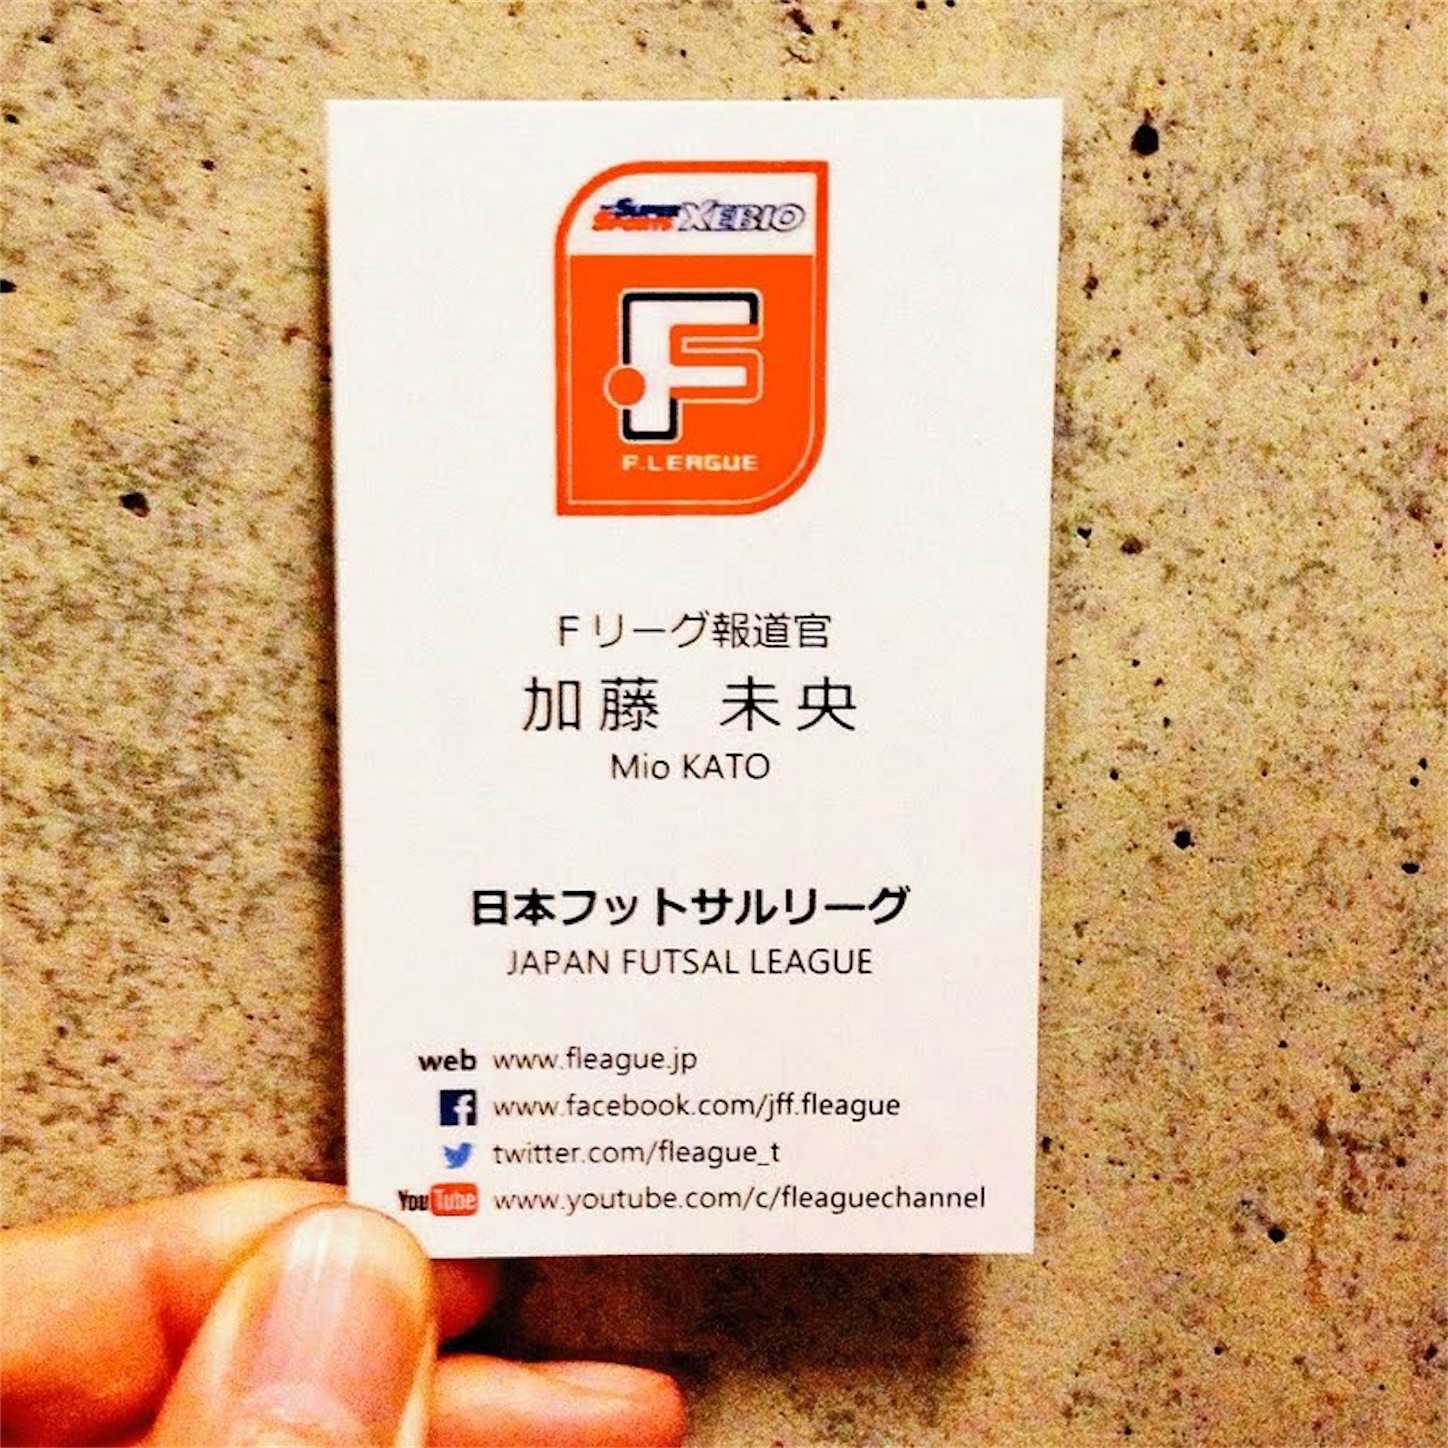 SUPER SPORTS XEBIO
F
F.LEAGUE
Fリーグ報道官
加藤 未央
Mio KATO
日本フットサルリーグ
JAPAN FUTSAL LEAGUE
web www.fleague.jp
f www.facebook.com/jff.fleague
twitter.com/fleague_t
YouTube www.youtube.com/c/fleaguechannel